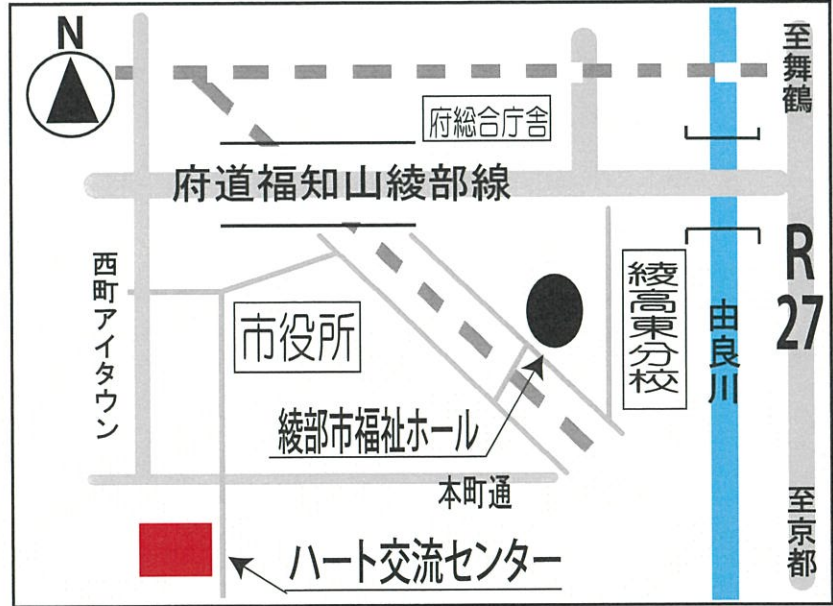 N
至舞鶴
府総合庁舎
府道福知山綾部線
R
27
西町アイタウン
市役所
綾高東分校
由良川
綾部市福祉ホール
本町通
至京都
ハート交流センター